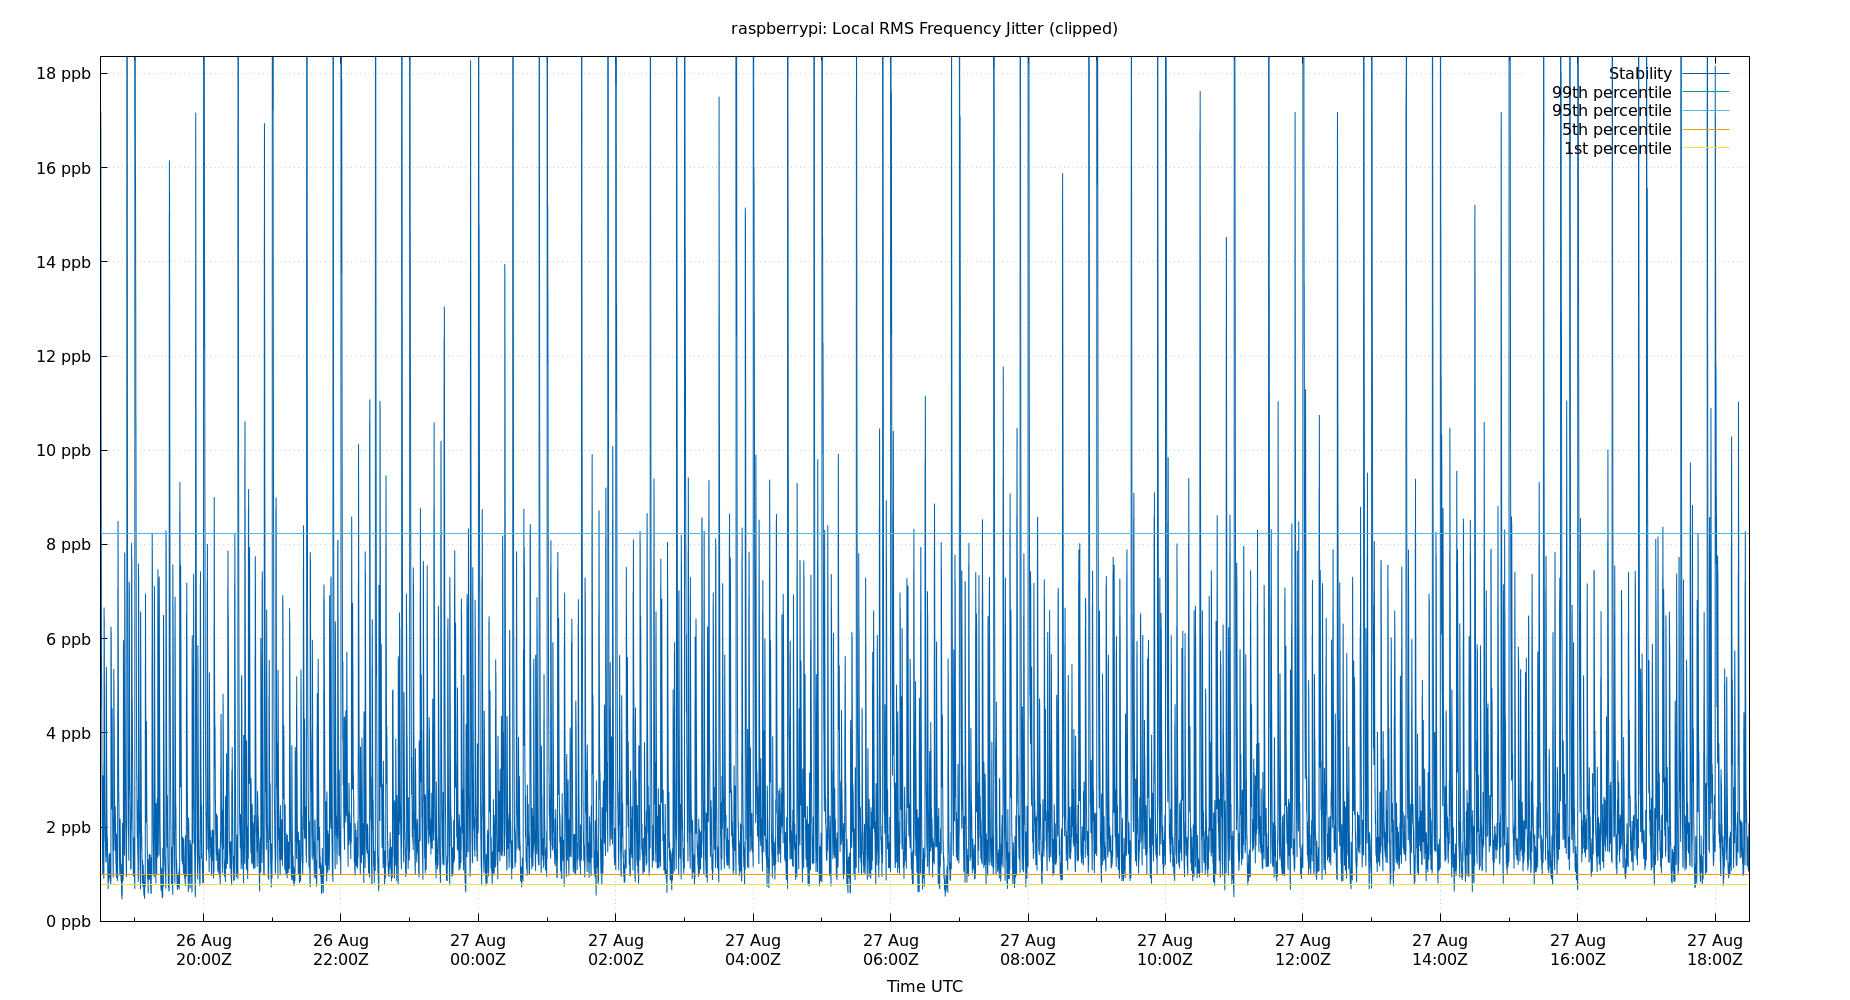 raspberrypi: Local RMS Frequency Jitter (clipped)
18 ppb
16 ppb
14 ppb
12 ppb
10 ppb
8 ppb
6 ppb
4 ppb
2 ppb
0 ppb
Stability
99th percentile
95th percentile
5th percentile
1st percentile
26 Aug 26 Aug 27 Aug 27 Aug 27 Aug 27 Aug 27 Aug 27 Aug 27 Aug 27 Aug 27 Aug 27 Aug
20:00Z 22:00Z 00:00Z 02:00Z 04:00Z 06:00Z 08:00Z 10:00Z 12:00Z 14:00Z 16:00Z 18:00Z
Time UTC